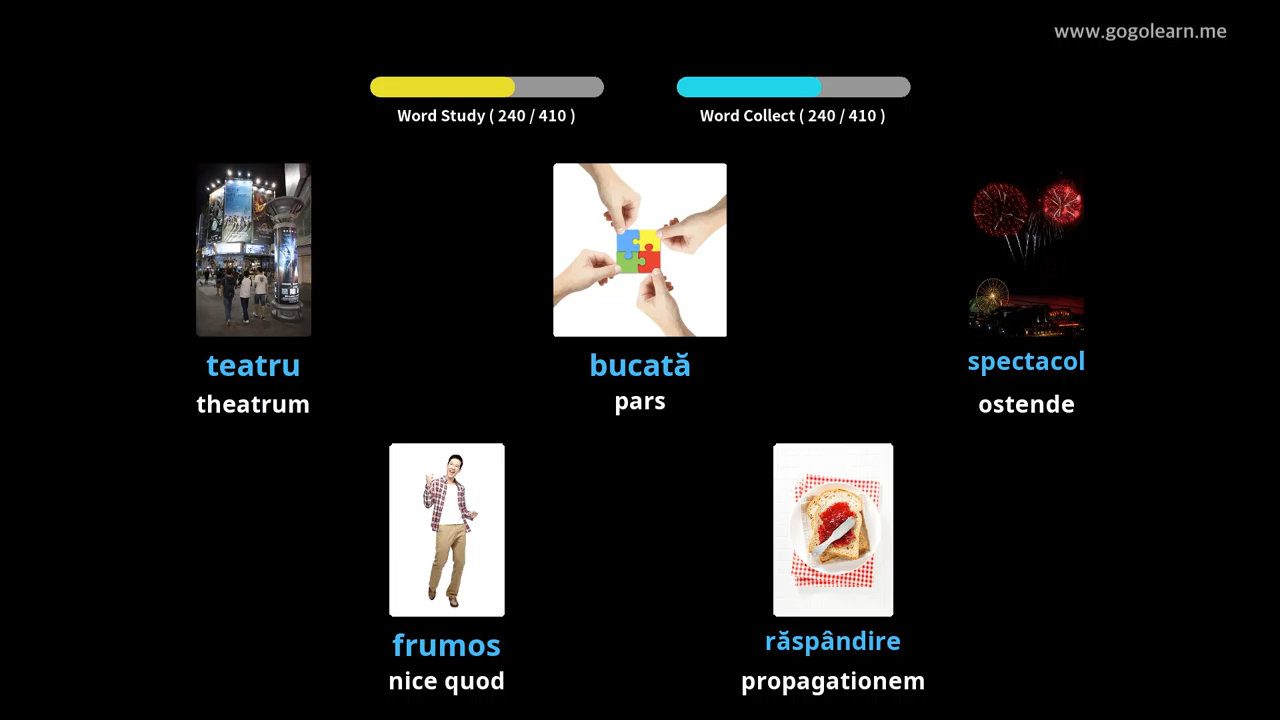 www.gogolearn.me
Word Study ( 240 / 410 )
Word Collect ( 240 / 410 )
teatru
theatrum
bucată
pars
spectacol
ostende
frumos
nice quod
răspândire
propagationem